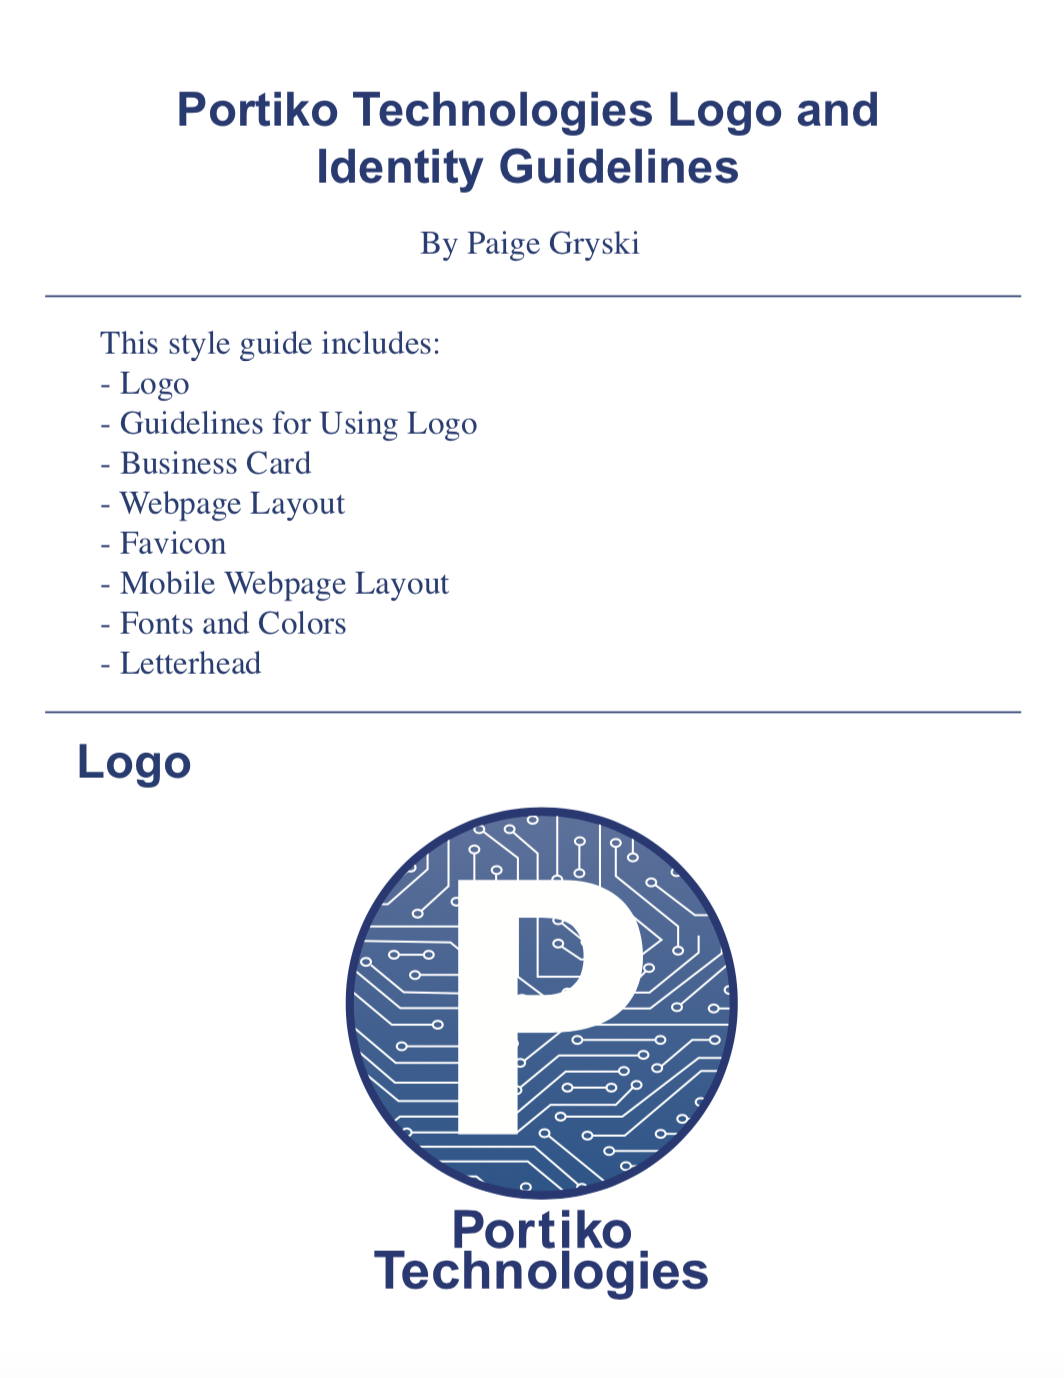 Portiko Technologies Logo and
Identity Guidelines
By Paige Gryski
This style guide includes:
- Logo
- Guidelines for Using Logo
- Business Card
- Webpage Layout
- Favicon
- Mobile Webpage Layout
- Fonts and Colors
- Letterhead
Logo
P
Portiko
Technologies